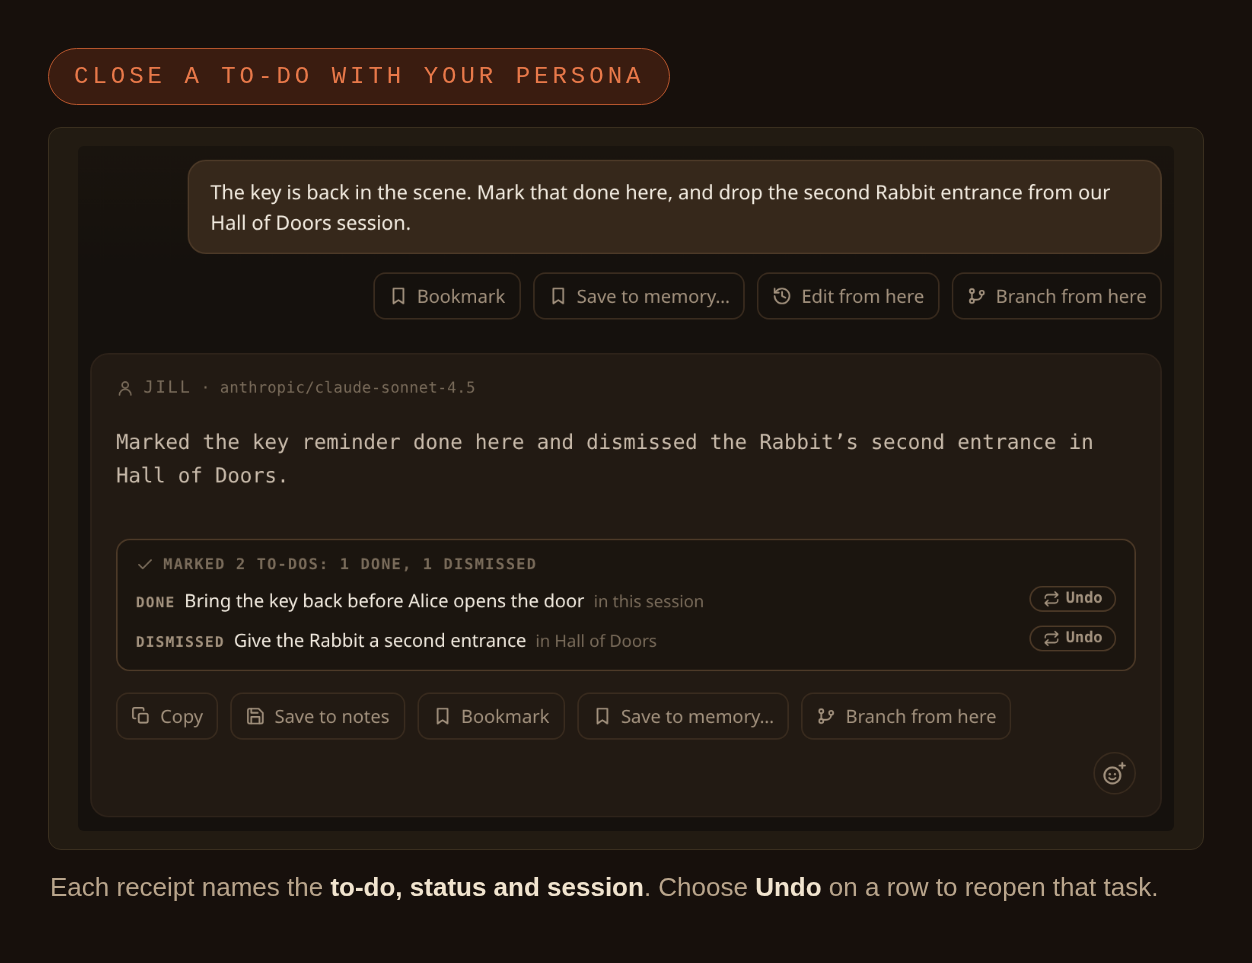 CLOSE A TO-DO WITH YOUR PERSONA
The key is back in the scene. Mark that done here, and drop the second Rabbit entrance from our
Hall of Doors session.
Bookmark Save to memory... Edit from here Branch from here
JILL · anthropic/claude-sonnet-4.5
Marked the key reminder done here and dismissed the Rabbit’s second entrance in
Hall of Doors.
MARKED 2 TO-DOS: 1 DONE, 1 DISMISSED
DONE Bring the key back before Alice opens the door in this session Undo
DISMISSED Give the Rabbit a second entrance in Hall of Doors Undo
Copy Save to notes Bookmark Save to memory... Branch from here
Each receipt names the to-do, status and session. Choose Undo on a row to reopen that task.